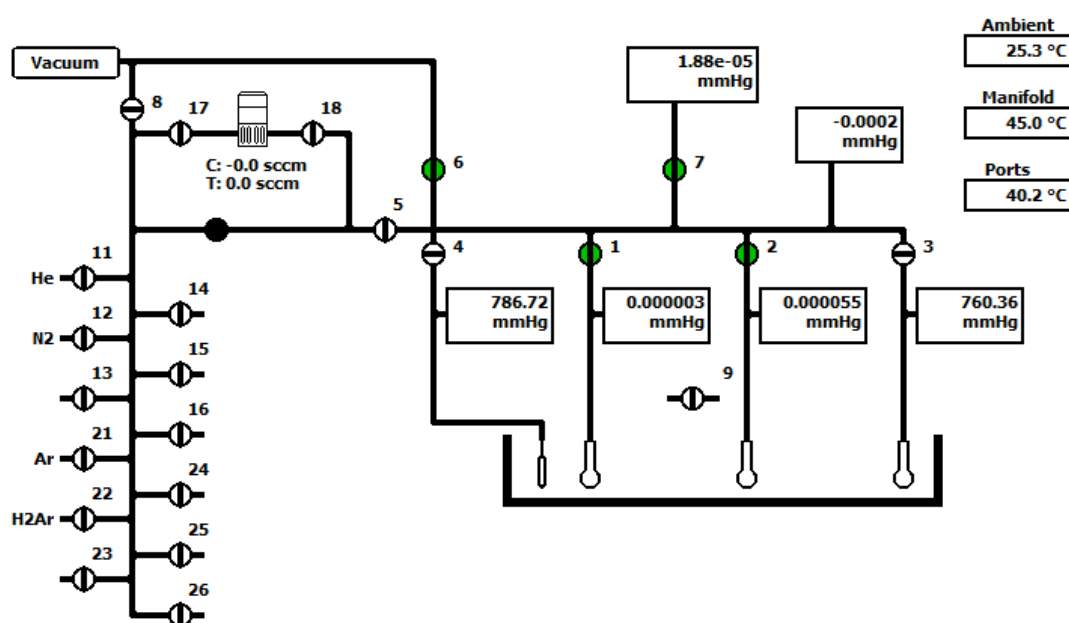 Ambient
25.3 °C
Vacuum
1.88e-05
mmHg
8
17
18
Manifold
45.0 °C
-0.0002
mmHg
C: -0.0 sccm
T: 0.0 sccm
6
7
Ports
40.2 °C
5
4
1
2
3
11
He
14
786.72
mmHg
0.000003
mmHg
0.000055
mmHg
760.36
mmHg
12
N2
15
13
9
16
21
Ar
24
22
H2Ar
25
23
26